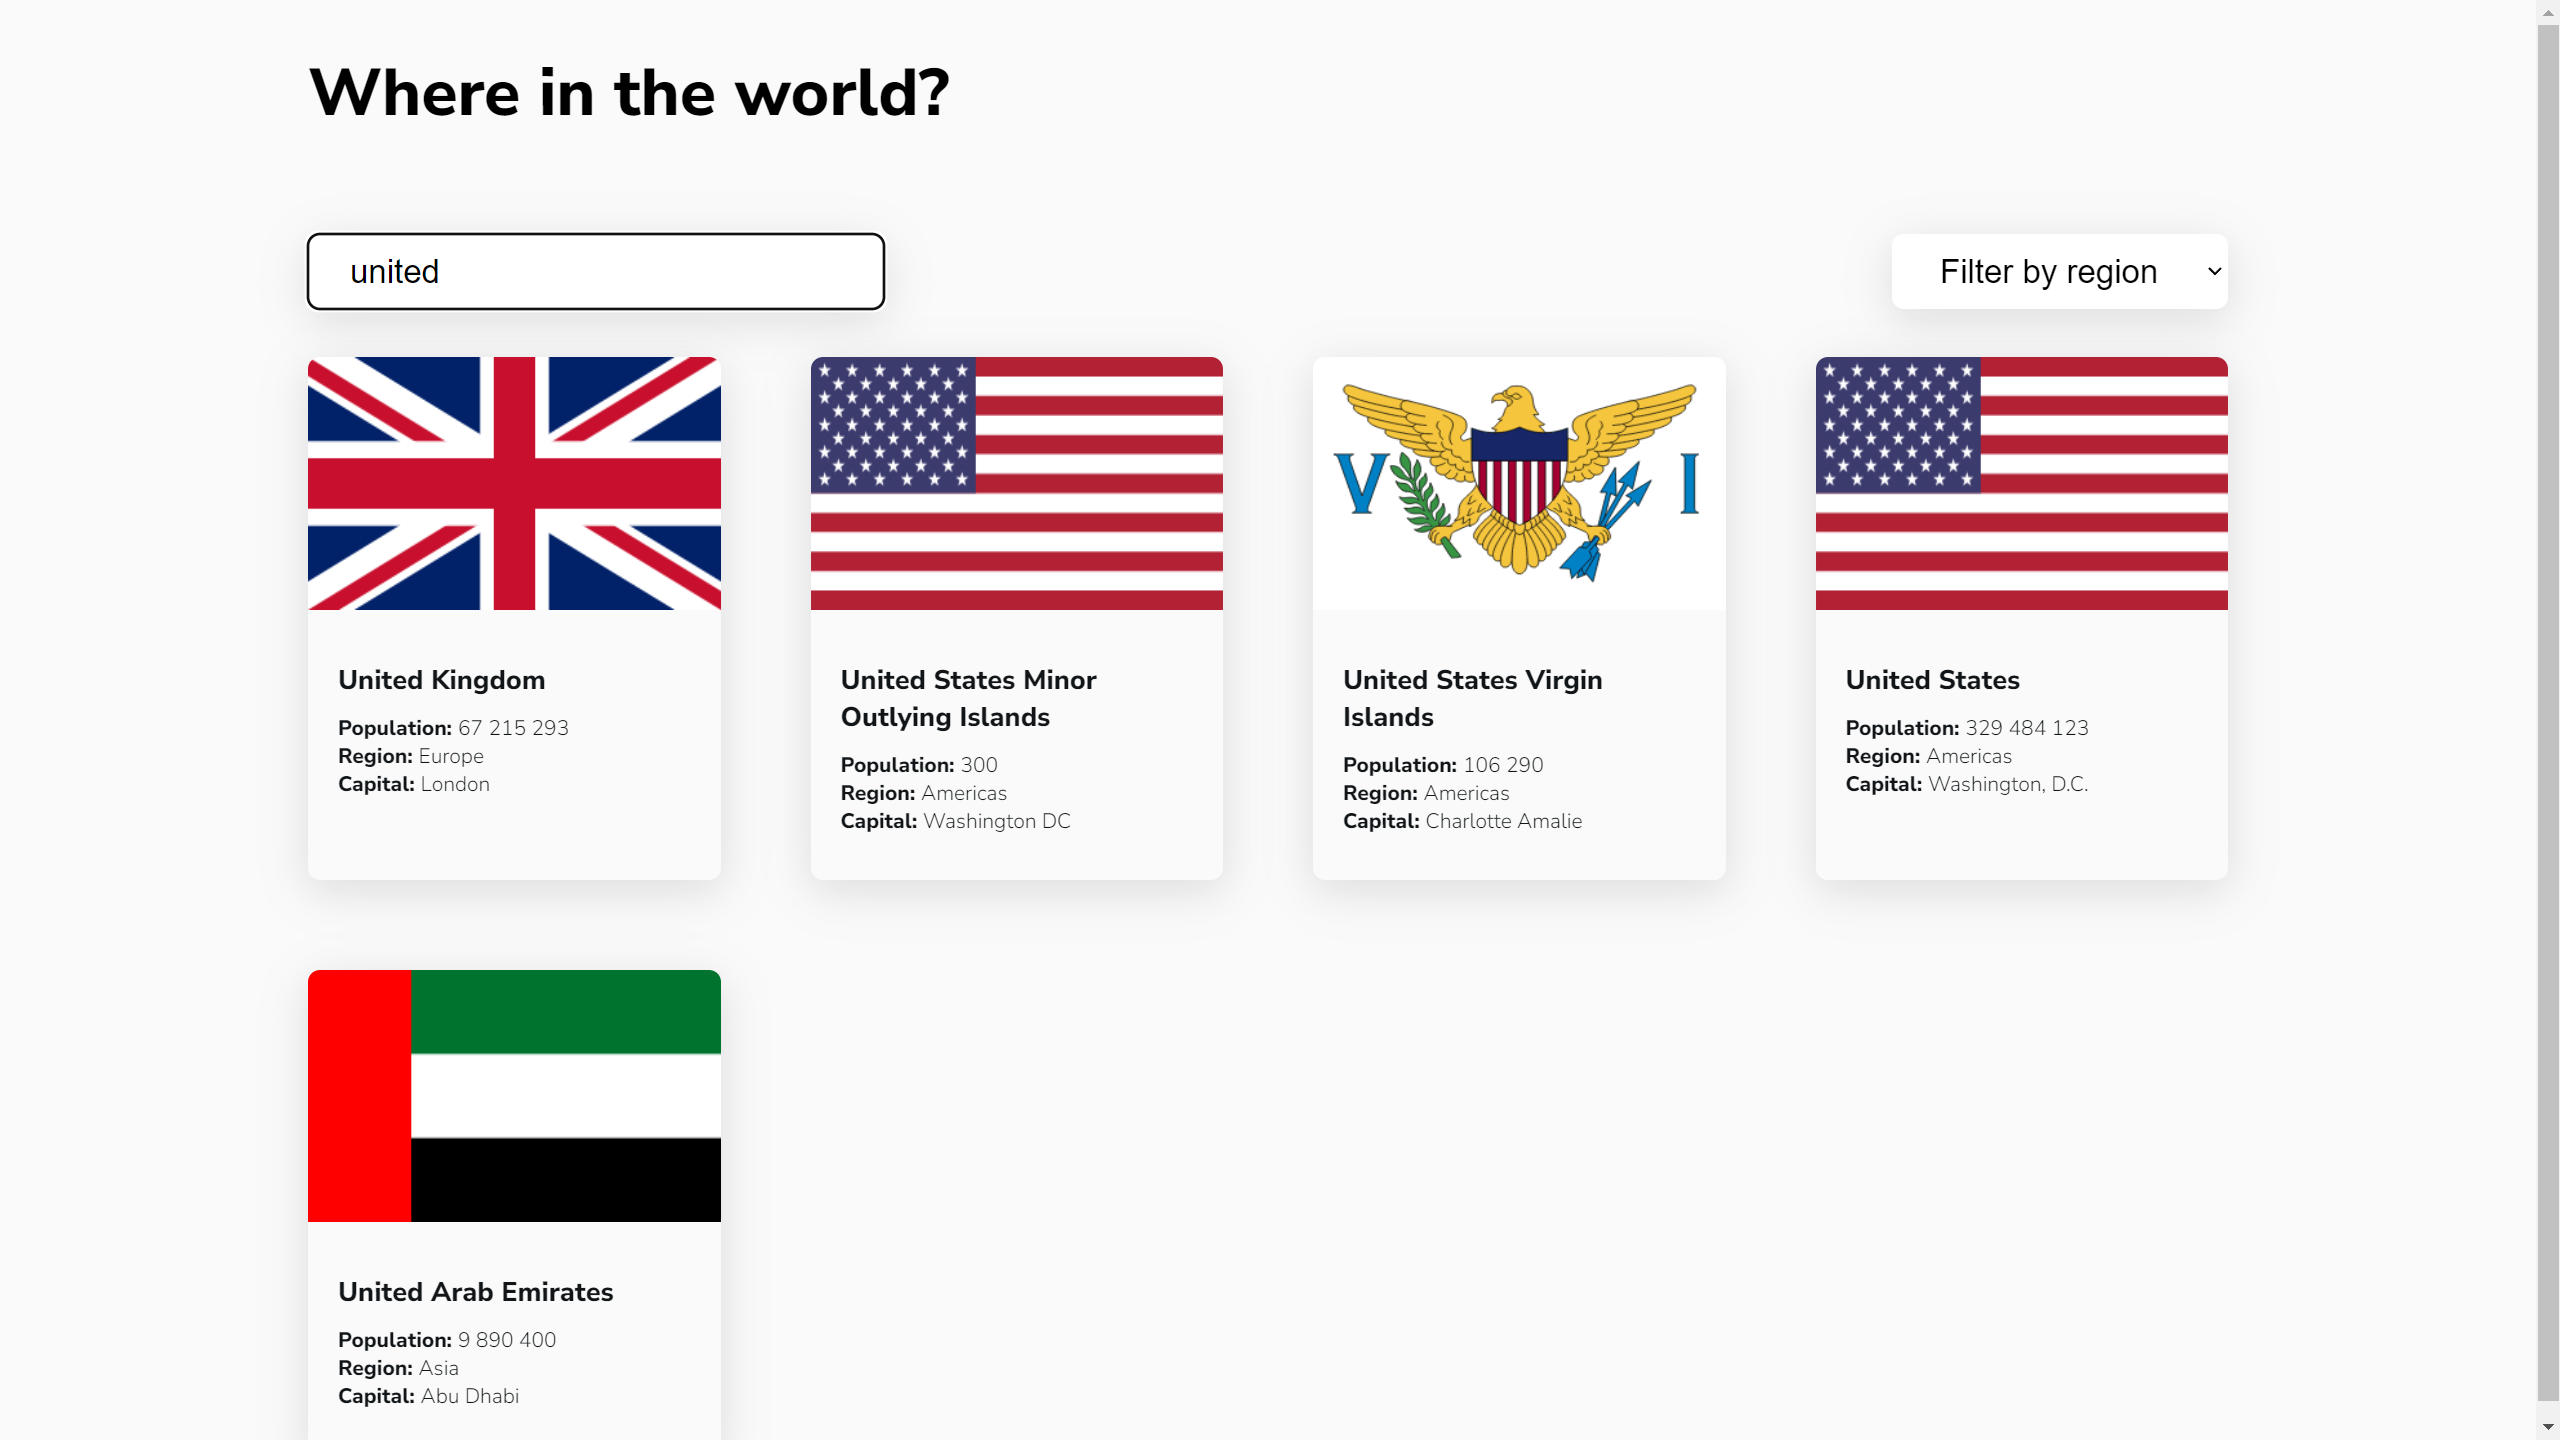 Where in the world?
united
Filter by region
V I
United Kingdom
Population: 67 215 293
Region: Europe
Capital: London
United States Minor
Outlying Islands
Population: 300
Region: Americas
Capital: Washington DC
United States Virgin
Islands
Population: 106 290
Region: Americas
Capital: Charlotte Amalie
United States
Population: 329 484 123
Region: Americas
Capital: Washington, D.C.
United Arab Emirates
Population: 9 890 400
Region: Asia
Capital: Abu Dhabi